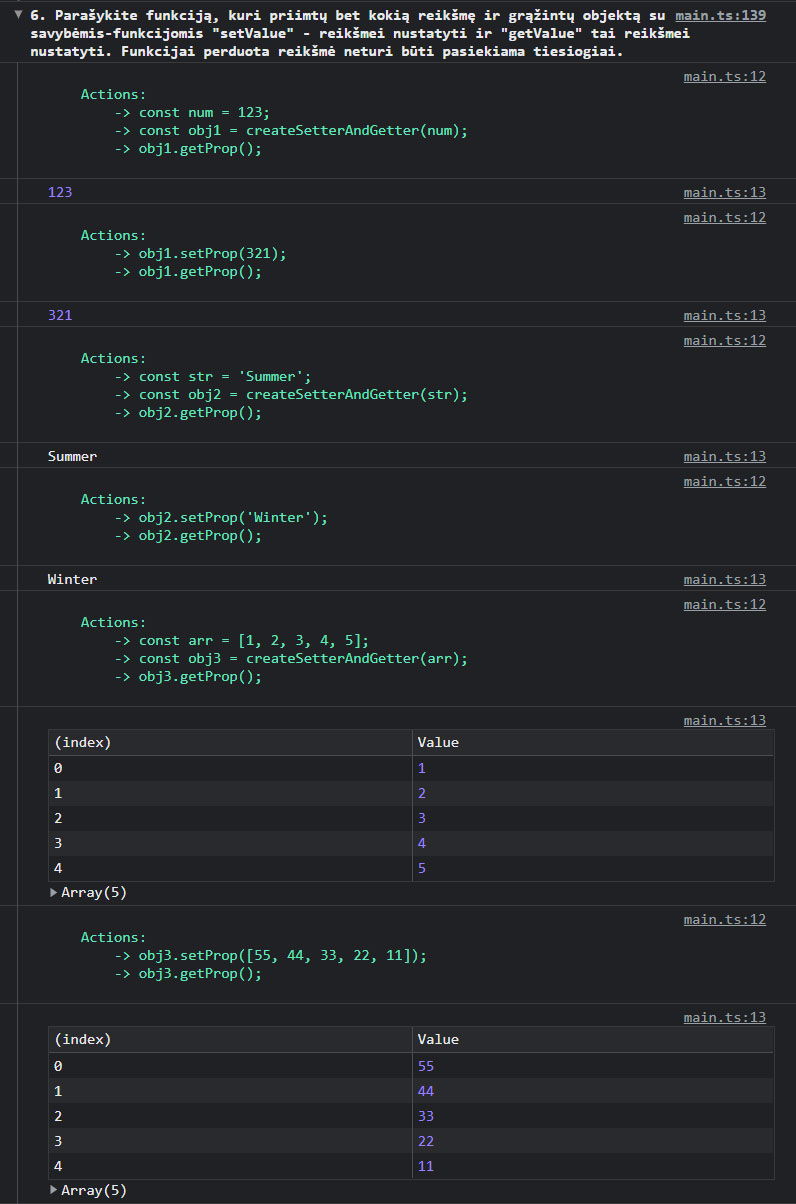 ▼ 6. Parašykite funkciją, kuri priimtų bet kokią reikšmę ir grąžintų objektą su main.ts:139
savybėmis-funkcijomis "setValue" - reikšmei nustatyti ir "getValue" tai reikšmei
nustatyti. Funkcijai perduota reikšmė neturi būti pasiekiama tiesiogiai.
main.ts:12
Actions:
-> const num = 123;
-> const obj1 = createSetterAndGetter(num);
-> obj1.getProp();
123 main.ts:13
main.ts:12
Actions:
-> obj1.setProp(321);
-> obj1.getProp();
321 main.ts:13
main.ts:12
Actions:
-> const str = 'Summer';
-> const obj2 = createSetterAndGetter(str);
-> obj2.getProp();
Summer main.ts:13
main.ts:12
Actions:
-> obj2.setProp('Winter');
-> obj2.getProp();
Winter main.ts:13
main.ts:12
Actions:
-> const arr = [1, 2, 3, 4, 5];
-> const obj3 = createSetterAndGetter(arr);
-> obj3.getProp();
main.ts:13
(index) Value
0 1
1 2
2 3
3 4
4 5
▶ Array(5)
main.ts:12
Actions:
-> obj3.setProp([55, 44, 33, 22, 11]);
-> obj3.getProp();
main.ts:13
(index) Value
0 55
1 44
2 33
3 22
4 11
▶ Array(5)